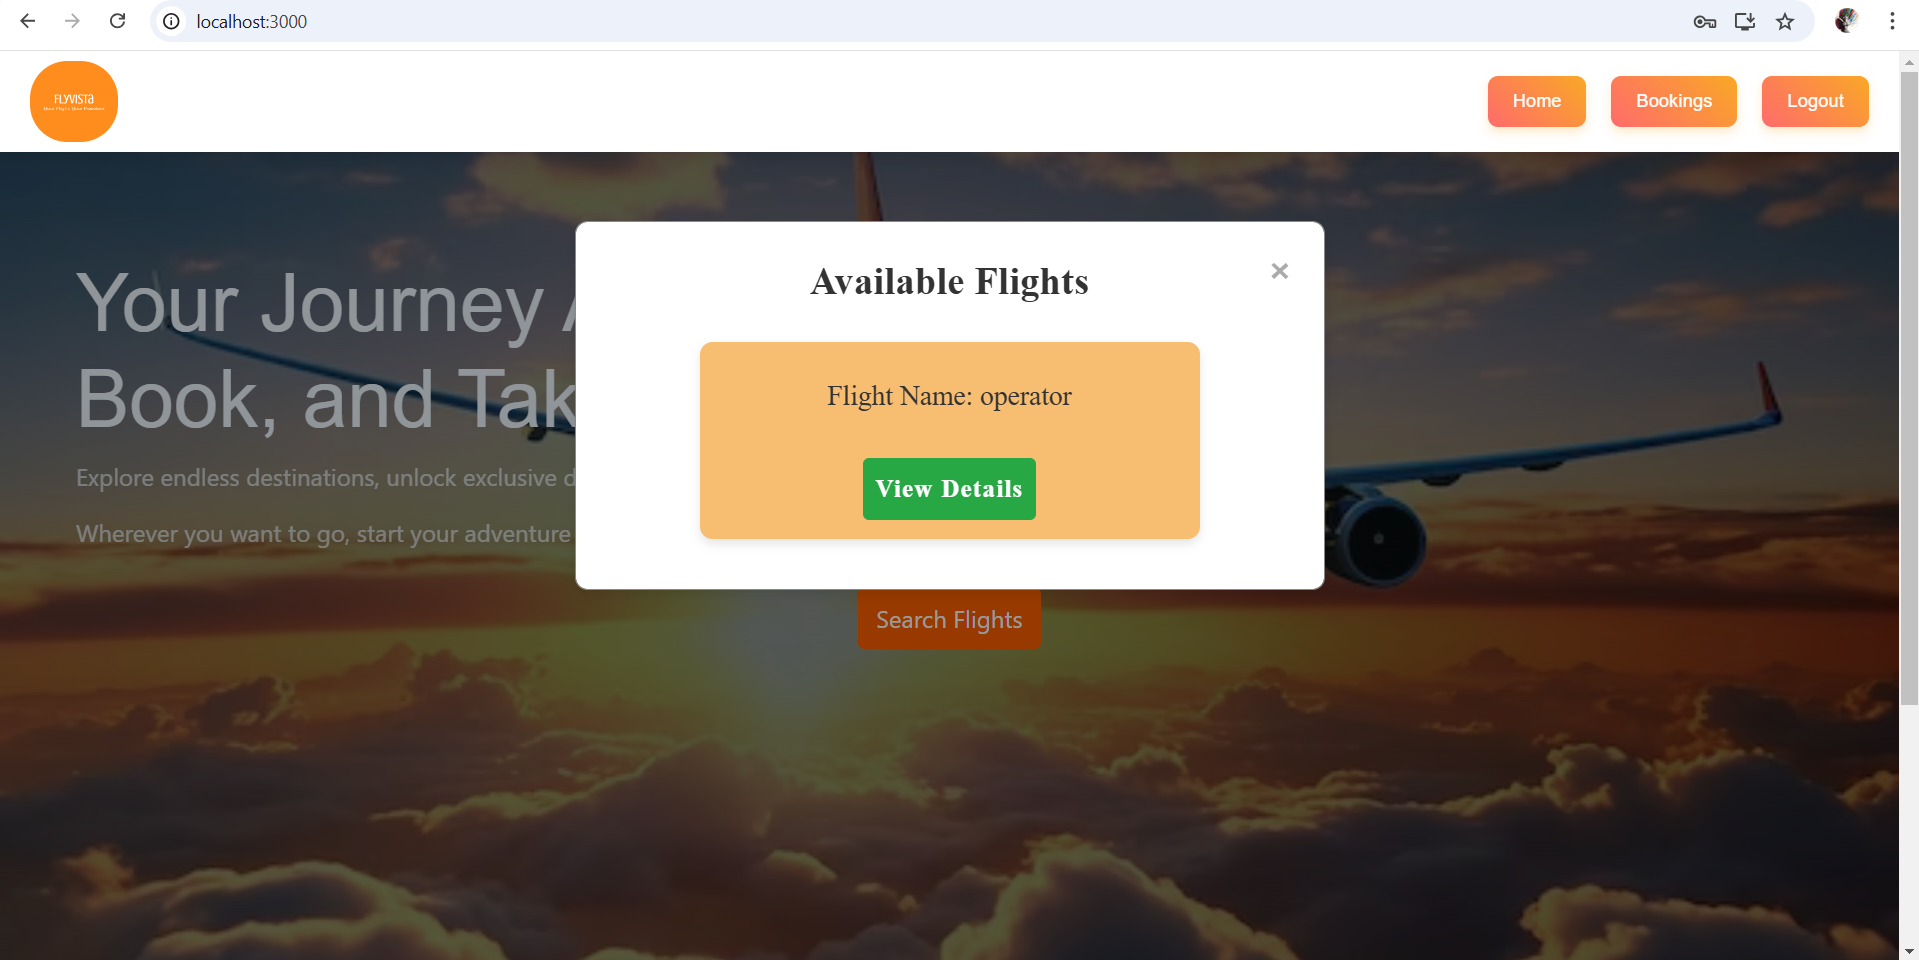 localhost:3000
FLYVISTA
Home
Bookings
Logout
Your Journey
Book, and Tak
Explore endless destinations, unlock exclusive d
Wherever you want to go, start your adventure
Available Flights
×
Flight Name: operator
View Details
Search Flights